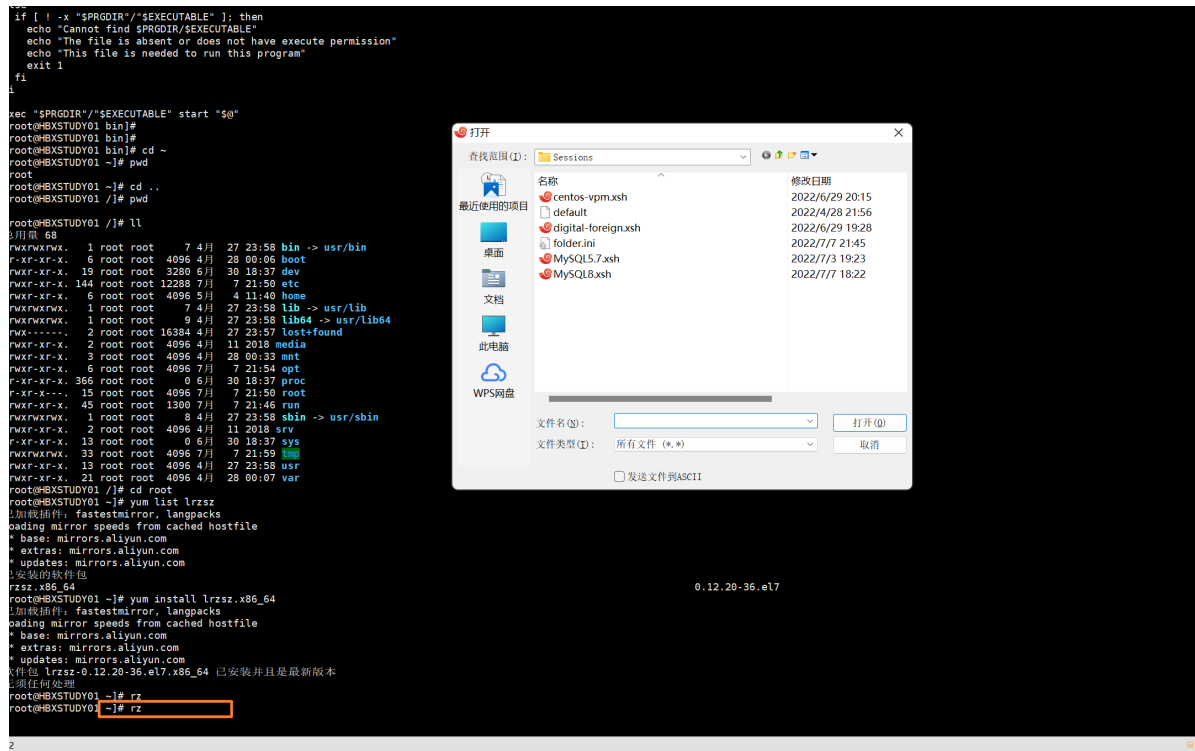 if [ ! -x "$PRGDIR"/"$EXECUTABLE" ]; then
echo "Cannot find $PRGDIR/$EXECUTABLE"
echo "The file is absent or does not have execute permission"
echo "This file is needed to run this program"
exit 1
fi
i
xec "$PRGDIR"/"$EXECUTABLE" start "$@"
root@HBXSTUDY01 bin]#
root@HBXSTUDY01 bin]#
root@HBXSTUDY01 bin]# cd ~
root@HBXSTUDY01 ~]# pwd
root
root@HBXSTUDY01 ~]# cd ..
root@HBXSTUDY01 /]# pwd
root@HBXSTUDY01 /]# ll
用量 68
rwxrwxrwx. 1 root root 7 4月 27 23:58 bin -> usr/bin
r-xr-xr-x. 6 root root 4096 4月 28 00:06 boot
rwxr-xr-x. 19 root root 3280 6月 30 18:37 dev
rwxr-xr-x. 144 root root 12288 7月 7 21:50 etc
rwxr-xr-x. 6 root root 4096 5月 4 11:40 home
rwxrwxrwx. 1 root root 7 4月 27 23:58 lib -> usr/lib
rwxrwxrwx. 1 root root 9 4月 27 23:58 lib64 -> usr/lib64
rwx------. 2 root root 16384 4月 27 23:57 lost+found
rwxr-xr-x. 2 root root 4096 4月 11 2018 media
rwxr-xr-x. 3 root root 4096 4月 28 00:33 mnt
rwxr-xr-x. 6 root root 4096 7月 7 21:54 opt
r-xr-xr-x. 366 root root 0 6月 30 18:37 proc
r-xr-x---. 15 root root 4096 7月 7 21:50 root
rwxr-xr-x. 45 root root 1300 7月 7 21:46 run
rwxrwxrwx. 1 root root 8 4月 27 23:58 sbin -> usr/sbin
rwxr-xr-x. 2 root root 4096 4月 11 2018 srv
r-xr-xr-x. 13 root root 0 6月 30 18:37 sys
rwxrwxrwx. 33 root root 4096 7月 7 21:59 tmp
rwxr-xr-x. 13 root root 4096 4月 27 23:58 usr
rwxr-xr-x. 21 root root 4096 4月 28 00:07 var
root@HBXSTUDY01 /]# cd root
root@HBXSTUDY01 ~]# yum list lrzsz
加载插件：fastestmirror, langpacks
oading mirror speeds from cached hostfile
* base: mirrors.aliyun.com
* extras: mirrors.aliyun.com
* updates: mirrors.aliyun.com
安装的软件包
rzsz.x86_64 0.12.20-36.el7
root@HBXSTUDY01 ~]# yum install lrzsz.x86_64
加载插件：fastestmirror, langpacks
oading mirror speeds from cached hostfile
* base: mirrors.aliyun.com
* extras: mirrors.aliyun.com
* updates: mirrors.aliyun.com
件包 lrzsz-0.12.20-36.el7.x86_64 已安装并且是最新版本
须任何处理
root@HBXSTUDY01 ~]# rz
root@HBXSTUDY01 ~]# rz
2
打开
查找范围(I): Sessions
名称 修改日期
centos-vpm.xsh 2022/6/29 20:15
default 2022/4/28 21:56
digital-foreign.xsh 2022/6/29 19:28
folder.ini 2022/7/7 21:45
MySQL5.7.xsh 2022/7/3 19:23
MySQL8.xsh 2022/7/7 18:22
最近使用的项目
桌面
文档
此电脑
WPS网盘
文件名(N): 打开(O)
文件类型(T): 所有文件 (*.*) 取消
发送文件到ASCII